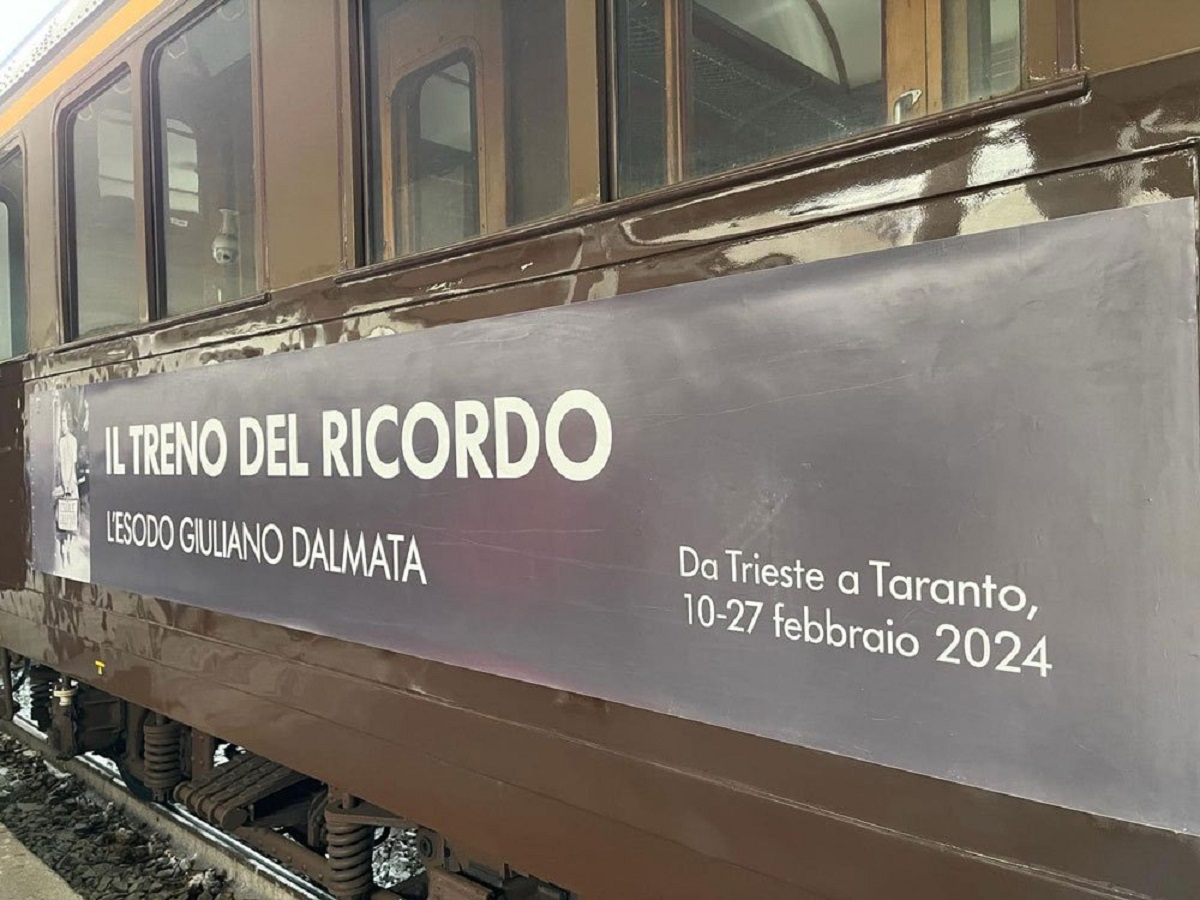 IL TRENO DEL RICORDO
L'ESODO GIULIANO DALMATA
Da Trieste a Taranto,
10-27 febbraio 2024